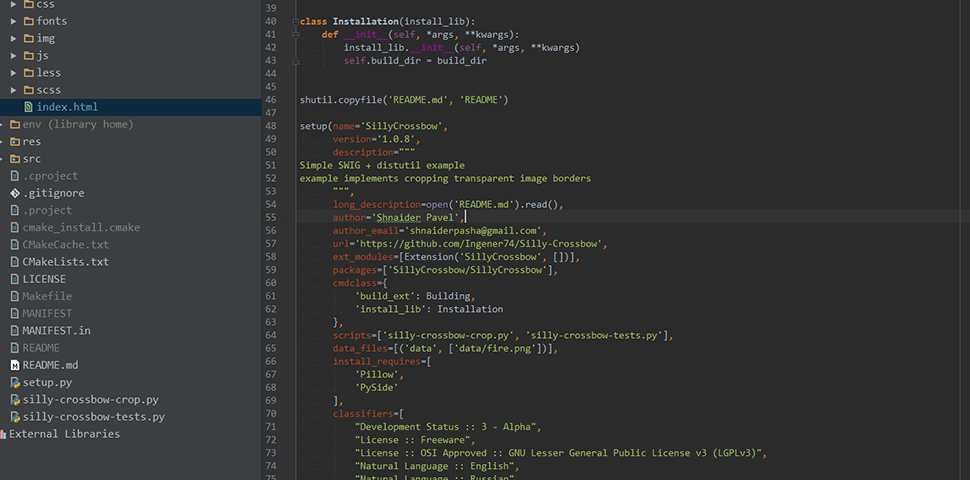 css
fonts
img
js
less
scss
index.html
env (library home)
res
src
.cproject
.gitignore
.project
cmake_install.cmake
CMakeCache.txt
CMakeLists.txt
LICENSE
Makefile
MANIFEST
MANIFEST.in
README
README.md
setup.py
silly-crossbow-crop.py
silly-crossbow-tests.py
External Libraries
39
40 class Installation(install_lib):
41 def __init__(self, *args, **kwargs):
42 install_lib.__init__(self, *args, **kwargs)
43 self.build_dir = build_dir
44
45
46 shutil.copyfile('README.md', 'README')
47
48 setup(name='SillyCrossbow',
49 version='1.0.8',
50 description="""
51 Simple SWIG + distutil example
52 example implements cropping transparent image borders
53 """,
54 long_description=open('README.md').read(),
55 author='Shnaider Pavel',
56 author_email='shnaiderpasha@gmail.com',
57 url='https://github.com/Ingener74/Silly-Crossbow',
58 ext_modules=[Extension('SillyCrossbow', [])],
59 packages=['SillyCrossbow/SillyCrossbow'],
60 cmdclass={
61 'build_ext': Building,
62 'install_lib': Installation
63 },
64 scripts=['silly-crossbow-crop.py', 'silly-crossbow-tests.py'],
65 data_files=[('data', ['data/fire.png'])],
66 install_requires=[
67 'Pillow',
68 'PySide'
69 ],
70 classifiers=[
71 "Development Status :: 3 - Alpha",
72 "License :: Freeware",
73 "License :: OSI Approved :: GNU Lesser General Public License v3 (LGPLv3)",
74 "Natural Language :: English",
75 "Natural Language :: Russian"